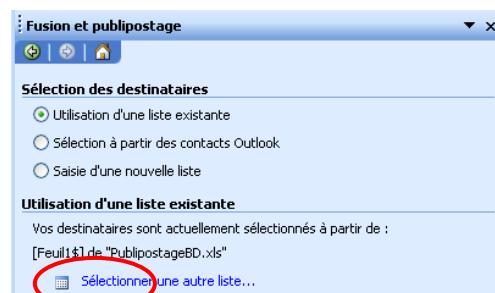 Fusion et publipostage
Sélection des destinataires
Utilisation d'une liste existante
Sélection à partir des contacts Outlook
Saisie d'une nouvelle liste
Utilisation d'une liste existante
Vos destinataires sont actuellement sélectionnés à partir de :
[Feuil1$] de "PublipostageBD.xls"
Sélectionner une autre liste...